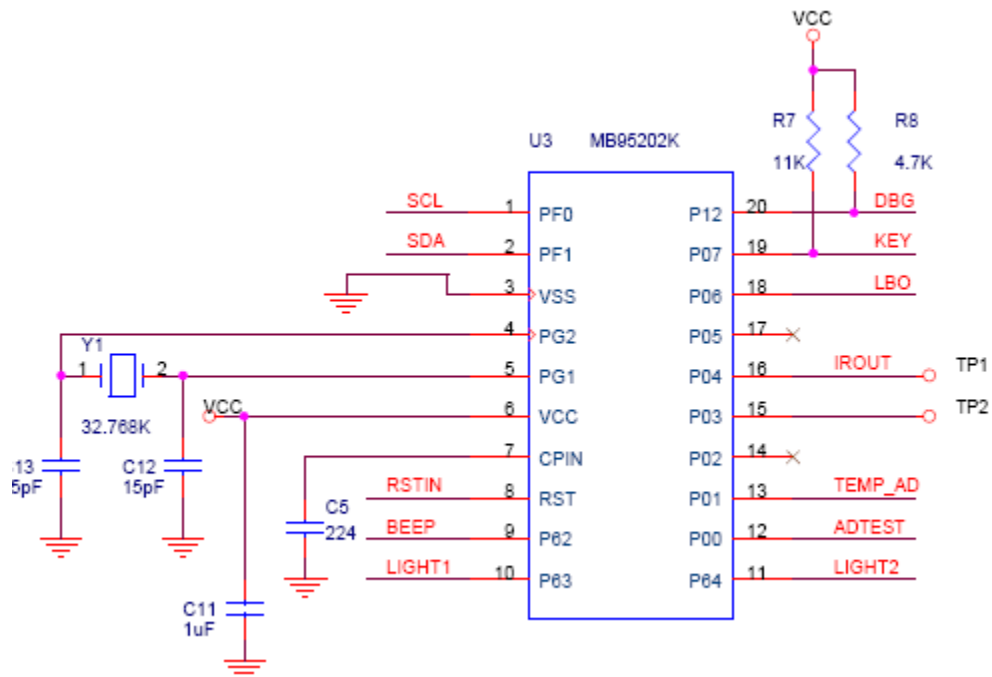 VCC
R7
R8
11K
4.7K
U3 MB95202K
SCL 1 PF0 P12 20 DBG
SDA 2 PF1 P07 19 KEY
3 VSS P06 18 LBO
4 PG2 P05 17
Y1
1 2
5 PG1 P04 16 IROUT TP1
VCC
6 VCC P03 15 TP2
32.768K
7 CPIN P02 14
13
5pF
C12
15pF
RSTIN 8 RST P01 13 TEMP_AD
C5
224
BEEP 9 P62 P00 12 ADTEST
LIGHT1 10 P63 P64 11 LIGHT2
C11
1uF